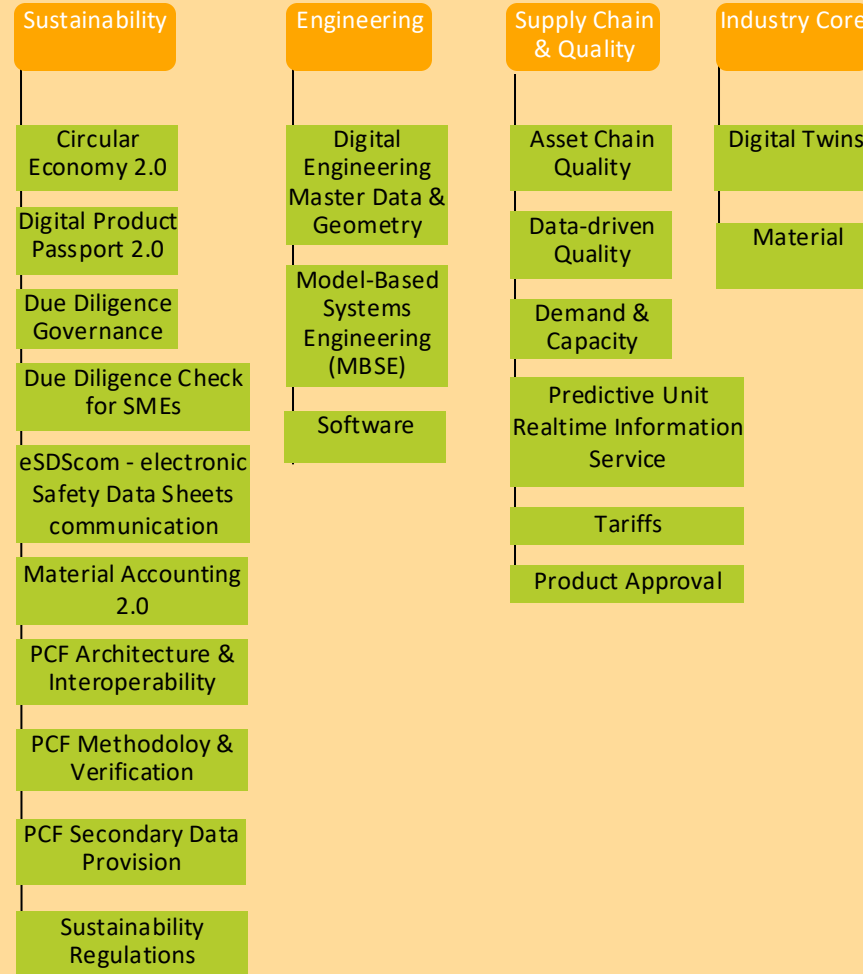 Sustainability
Circular
Economy 2.0
Digital Product
Passport 2.0
Due Diligence
Governance
Due Diligence Check
for SMEs
eSDScom - electronic
Safety Data Sheets
communication
Material Accounting
2.0
PCF Architecture &
Interoperability
PCF Methodoloy &
Verification
PCF Secondary Data
Provision
Sustainability
Regulations
Engineering
Digital
Engineering
Master Data &
Geometry
Model-Based
Systems
Engineering
(MBSE)
Software
Supply Chain
& Quality
Asset Chain
Quality
Data-driven
Quality
Demand &
Capacity
Predictive Unit
Realtime Information
Service
Tariffs
Product Approval
Industry Core
Digital Twins
Material